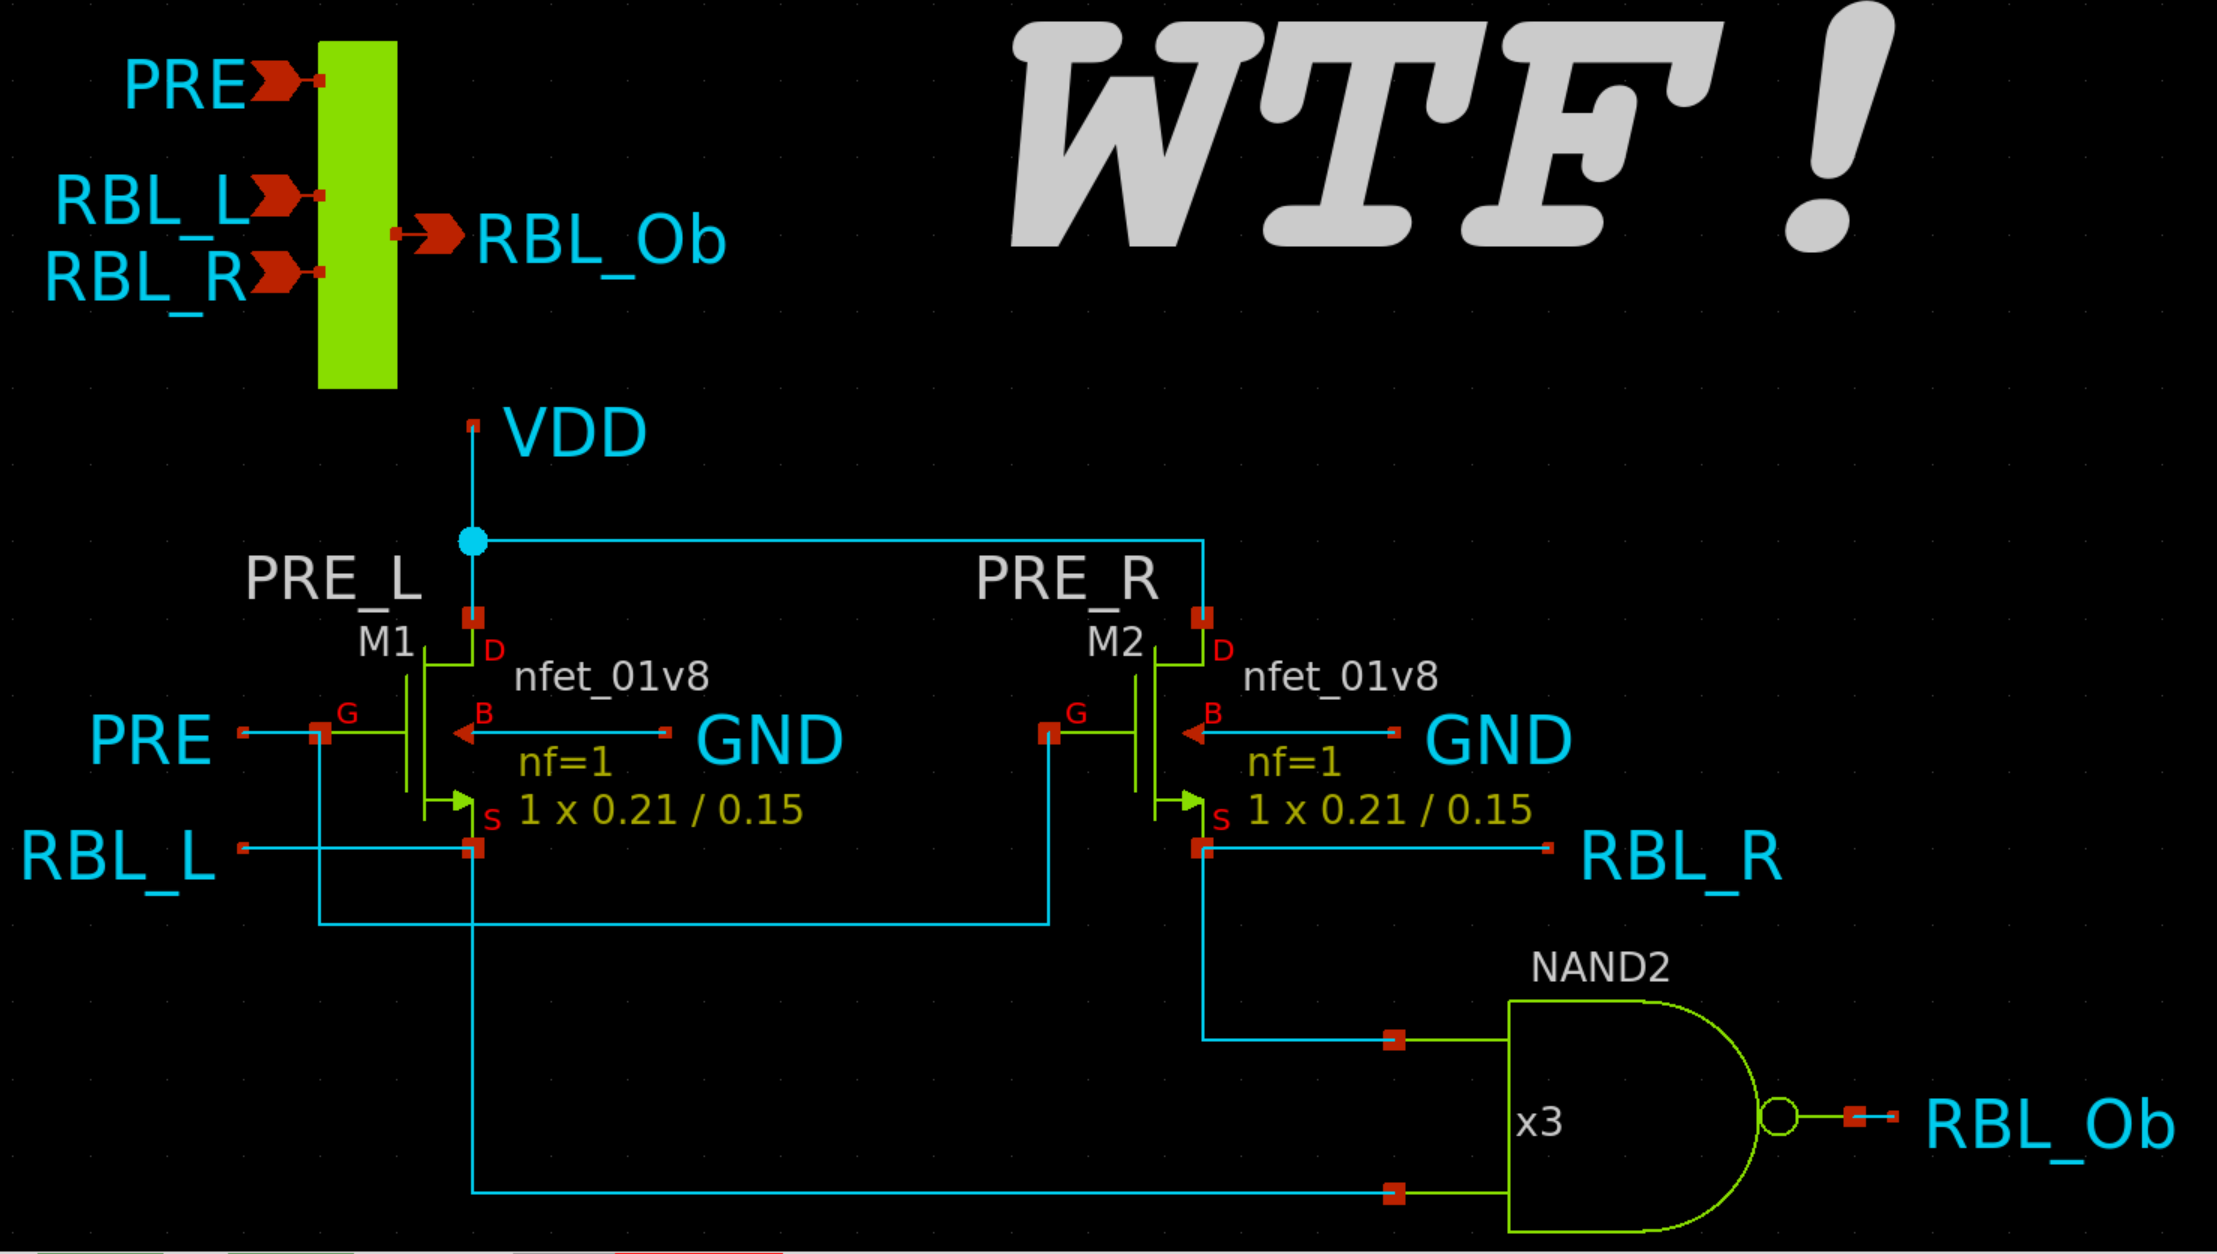 WTF!
PRE
RBL_L
RBL_R
RBL_Ob
VDD
PRE_L
PRE_R
M1
D
nfet_01v8
M2
D
nfet_01v8
PRE
G
B
GND
G
B
GND
nf=1
nf=1
S
1 x 0.21 / 0.15
S
1 x 0.21 / 0.15
RBL_L
RBL_R
NAND2
x3
RBL_Ob